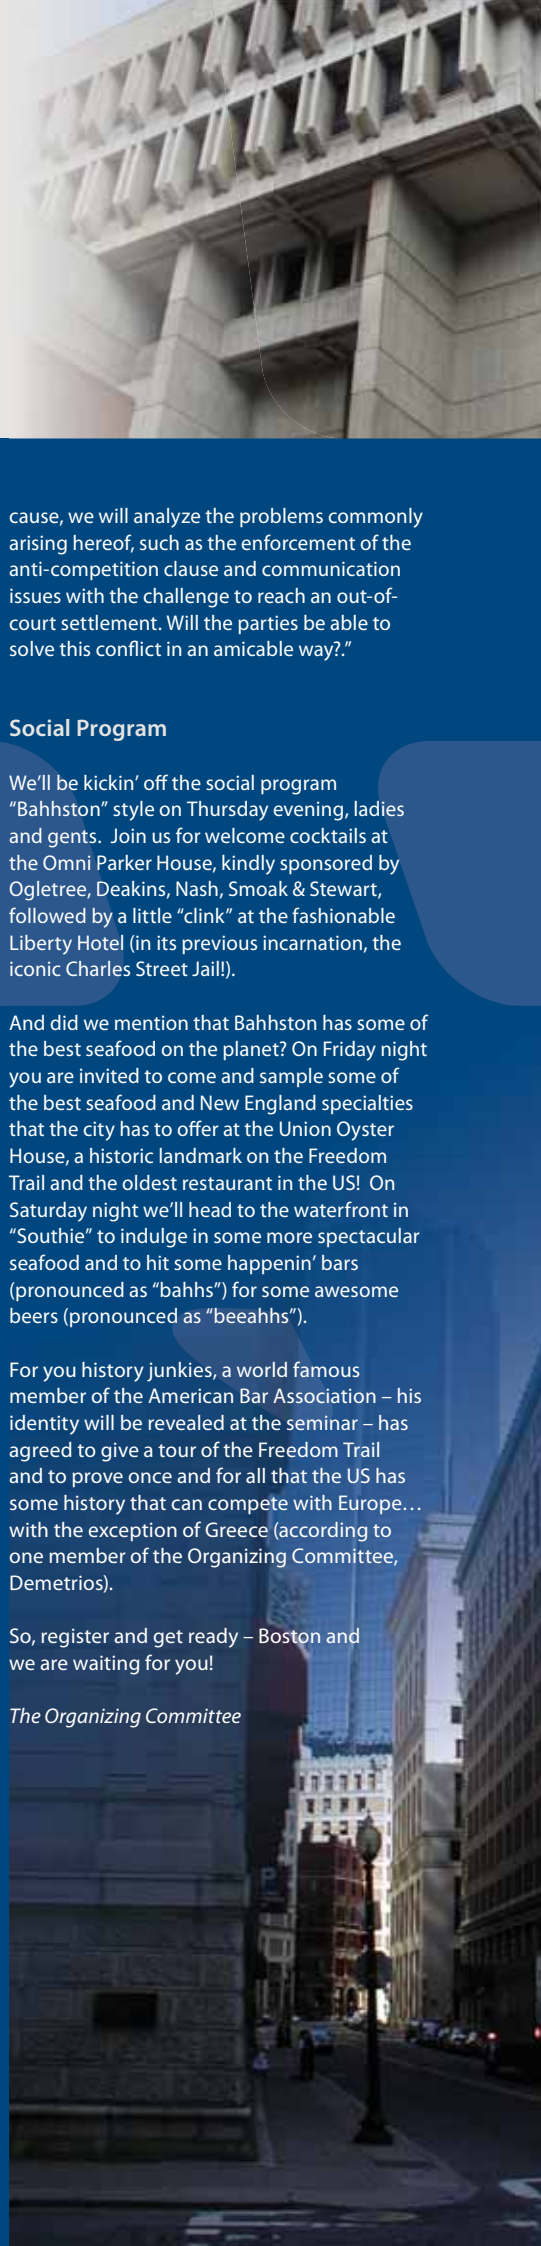 cause, we will analyze the problems commonly
arising hereof, such as the enforcement of the
anti-competition clause and communication
issues with the challenge to reach an out-of-
court settlement. Will the parties be able to
solve this conflict in an amicable way?.”
Social Program
We’ll be kickin’ off the social program
“Bahhston” style on Thursday evening, ladies
and gents.  Join us for welcome cocktails at
the Omni Parker House, kindly sponsored by
Ogletree, Deakins, Nash, Smoak & Stewart,
followed by a little “clink” at the fashionable
Liberty Hotel (in its previous incarnation, the
iconic Charles Street Jail!).
And did we mention that Bahhston has some of
the best seafood on the planet? On Friday night
you are invited to come and sample some of
the best seafood and New England specialties
that the city has to offer at the Union Oyster
House, a historic landmark on the Freedom
Trail and the oldest restaurant in the US!  On
Saturday night we’ll head to the waterfront in
“Southie” to indulge in some more spectacular
seafood and to hit some happenin’ bars
(pronounced as “bahhs”) for some awesome
beers (pronounced as “beeahhs”).
For you history junkies, a world famous
member of the American Bar Association – his
identity will be revealed at the seminar – has
agreed to give a tour of the Freedom Trail
and to prove once and for all that the US has
some history that can compete with Europe…
with the exception of Greece (according to
one member of the Organizing Committee,
Demetrios).
So, register and get ready – Boston and
we are waiting for you!
The Organizing Committee